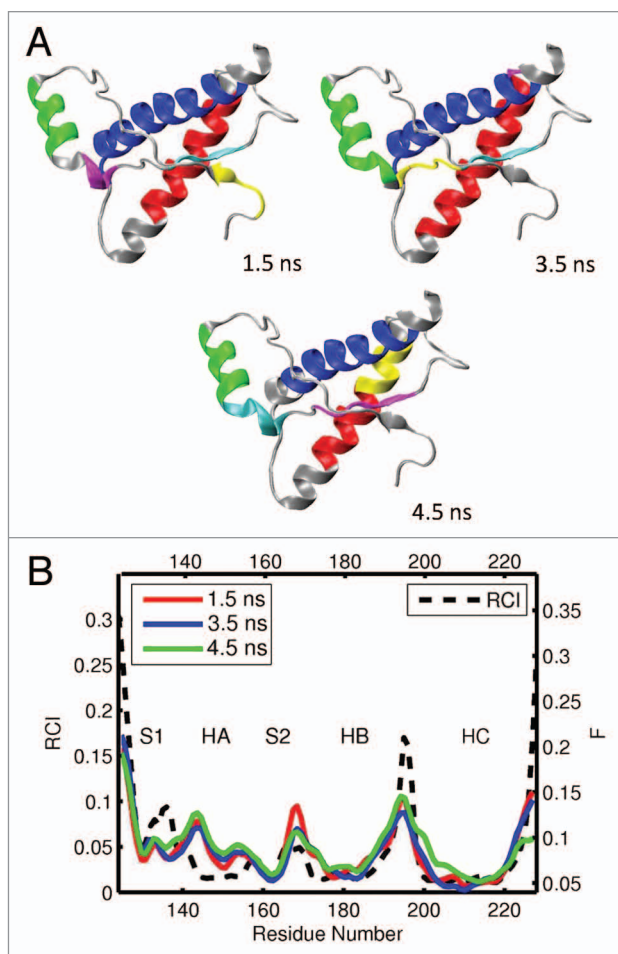 A
1.5 ns
3.5 ns
4.5 ns
B
140 160 180 200 220
1.5 ns
3.5 ns
4.5 ns
RCI
0.3
0.25
0.2
0.15
0.1
0.05
0
RCI
0.35
0.3
0.25
0.2
0.15
0.1
0.05
F
S1 HA S2 HB HC
140 160 180 200 220
Residue Number